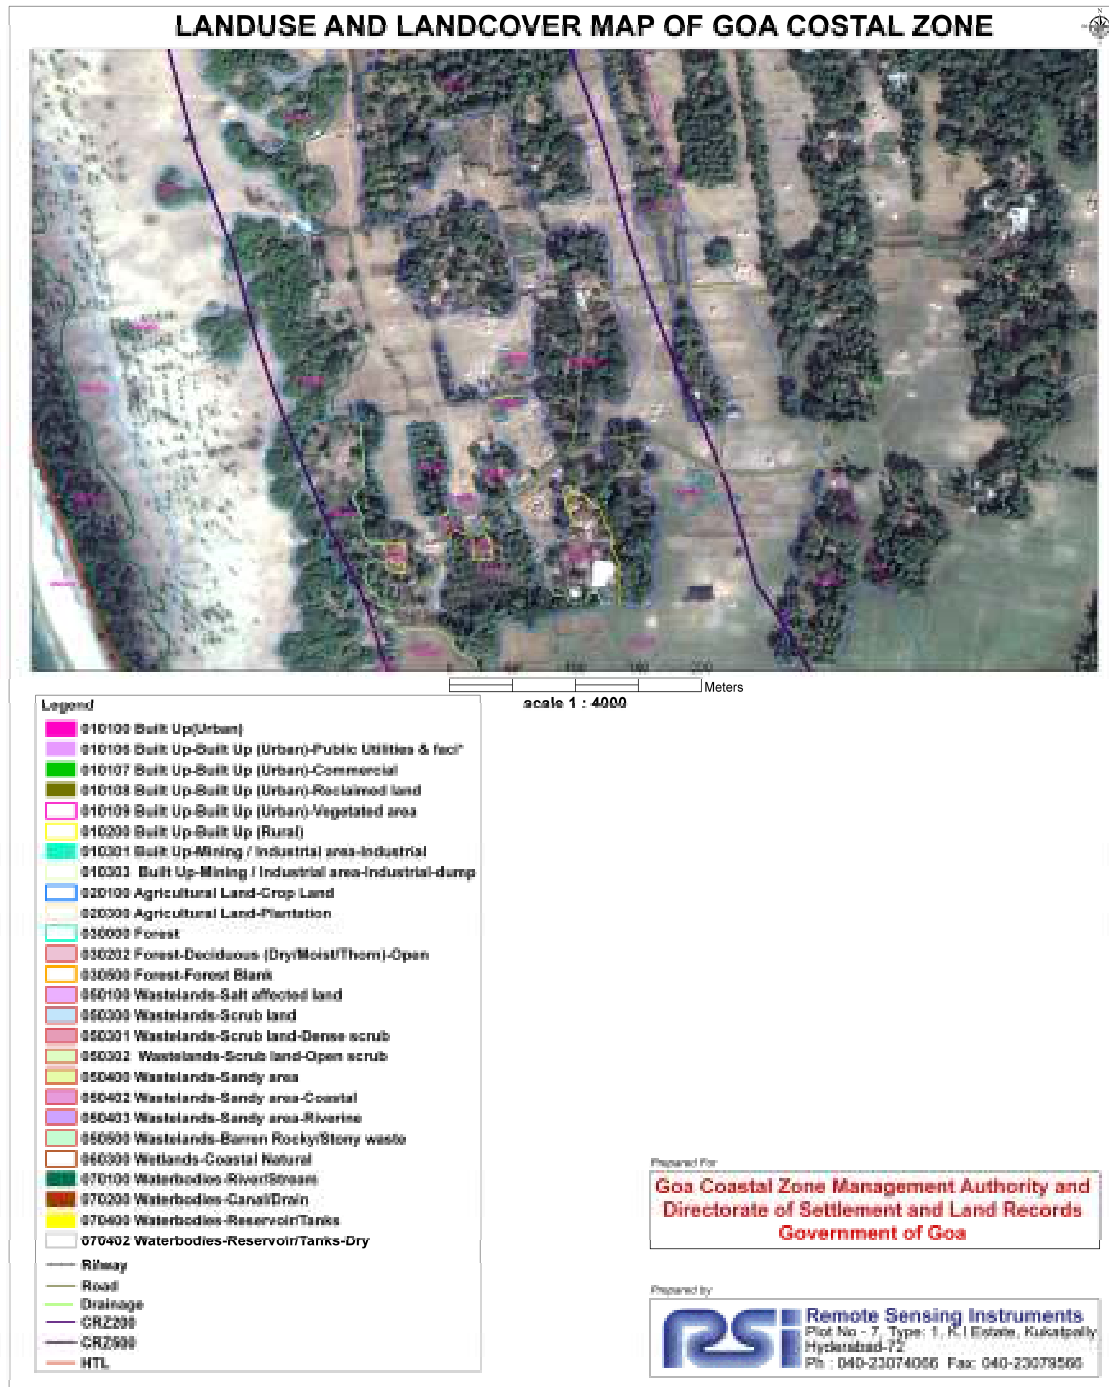 LANDUSE AND LANDCOVER MAP OF GOA COSTAL ZONE
N
0 50 100 150 200
Meters
scale 1 : 4000
Legend
010100 Built Up(Urban)
010106 Built Up-Built Up (Urban)-Public Utilities & faci*
010107 Built Up-Built Up (Urban)-Commercial
010108 Built Up-Built Up (Urban)-Reclaimed land
010109 Built Up-Built Up (Urban)-Vegetated area
010200 Built Up-Built Up (Rural)
010301 Built Up-Mining / Industrial area-Industrial
010303 Built Up-Mining / Industrial area-Industrial-dump
020100 Agricultural Land-Crop Land
020300 Agricultural Land-Plantation
030000 Forest
030202 Forest-Deciduous (Dry/Moist/Thorn)-Open
030500 Forest-Forest Blank
050100 Wastelands-Salt affected land
050300 Wastelands-Scrub land
050301 Wastelands-Scrub land-Dense scrub
050302 Wastelands-Scrub land-Open scrub
050400 Wastelands-Sandy area
050402 Wastelands-Sandy area-Coastal
050403 Wastelands-Sandy area-Riverine
050500 Wastelands-Barren Rocky/Stony waste
060300 Wetlands-Coastal Natural
070100 Waterbodies-River/Stream
070200 Waterbodies-Canal/Drain
070400 Waterbodies-Reservoir/Tanks
070402 Waterbodies-Reservoir/Tanks-Dry
Rilway
Road
Drainage
CRZ200
CRZ500
HTL
Prepared For
Goa Coastal Zone Management Authority and
Directorate of Settlement and Land Records
Government of Goa
Prepared by
RSi
Remote Sensing Instruments
Plot No - 7, Type: 1, K.I Estate, Kukatpally
Hyderabad-72
Ph : 040-23074066 Fax: 040-23079566